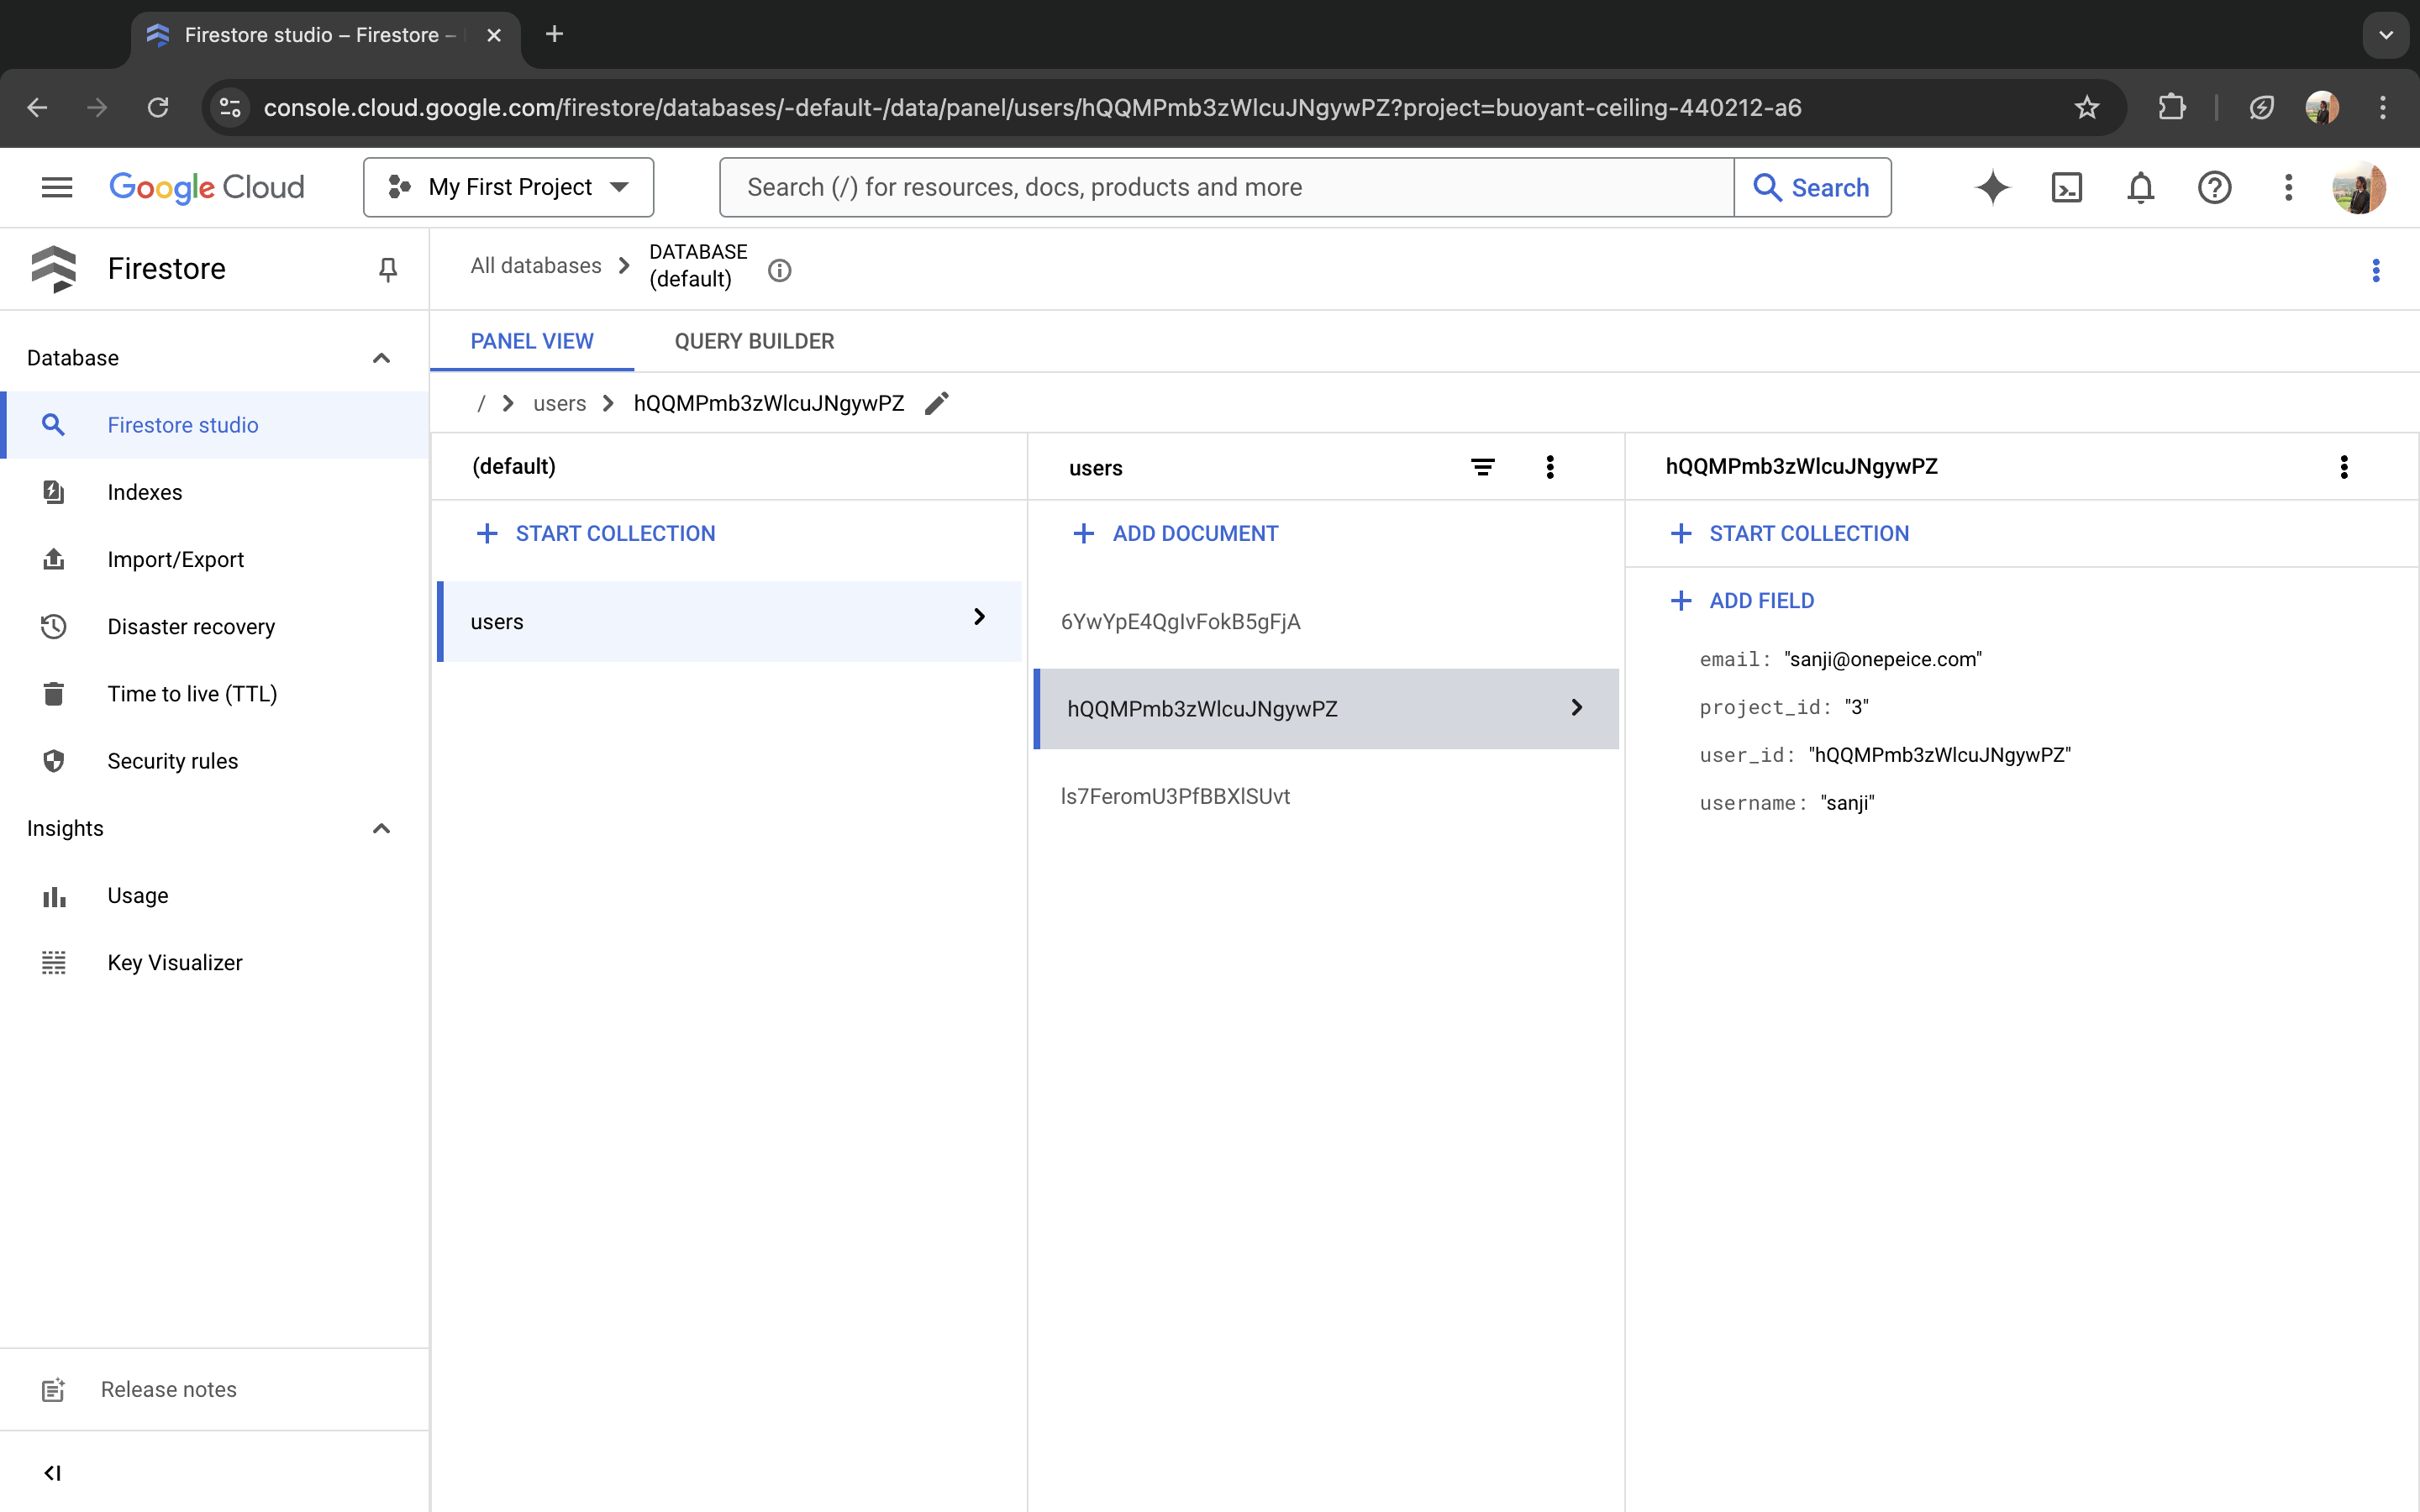 Firestore studio – Firestore –
console.cloud.google.com/firestore/databases/-default-/data/panel/users/hQQMPmb3zWlcuJNgywPZ?project=buoyant-ceiling-440212-a6
Google Cloud
My First Project
Search (/) for resources, docs, products and more
Search
Firestore
All databases
DATABASE
(default)
Database
PANEL VIEW
QUERY BUILDER
/ users hQQMPmb3zWlcuJNgywPZ
Firestore studio
Indexes
Import/Export
Disaster recovery
Time to live (TTL)
Security rules
Insights
Usage
Key Visualizer
Release notes
(default)
START COLLECTION
users
users
ADD DOCUMENT
6YwYpE4QgIvFokB5gFjA
hQQMPmb3zWlcuJNgywPZ
ls7FeromU3PfBBXlSUvt
hQQMPmb3zWlcuJNgywPZ
START COLLECTION
ADD FIELD
email: "sanji@onepeice.com"
project_id: "3"
user_id: "hQQMPmb3zWlcuJNgywPZ"
username: "sanji"